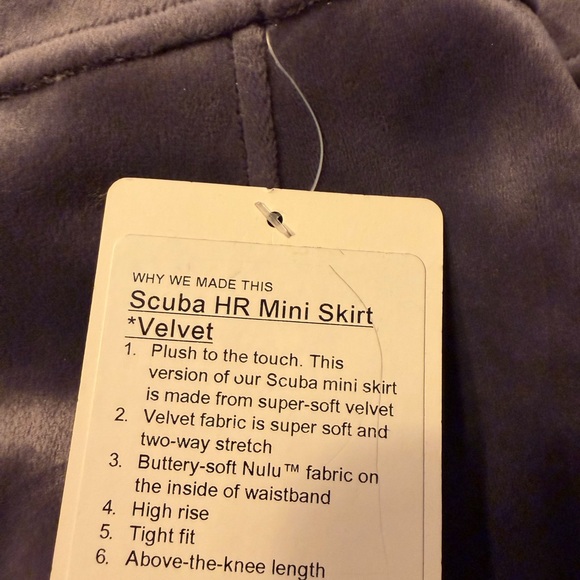 WHY WE MADE THIS
Scuba HR Mini Skirt
*Velvet
1. Plush to the touch. This
version of our Scuba mini skirt
is made from super-soft velvet
2. Velvet fabric is super soft and
two-way stretch
3. Buttery-soft Nulu™ fabric on
the inside of waistband
4. High rise
5. Tight fit
6. Above-the-knee length